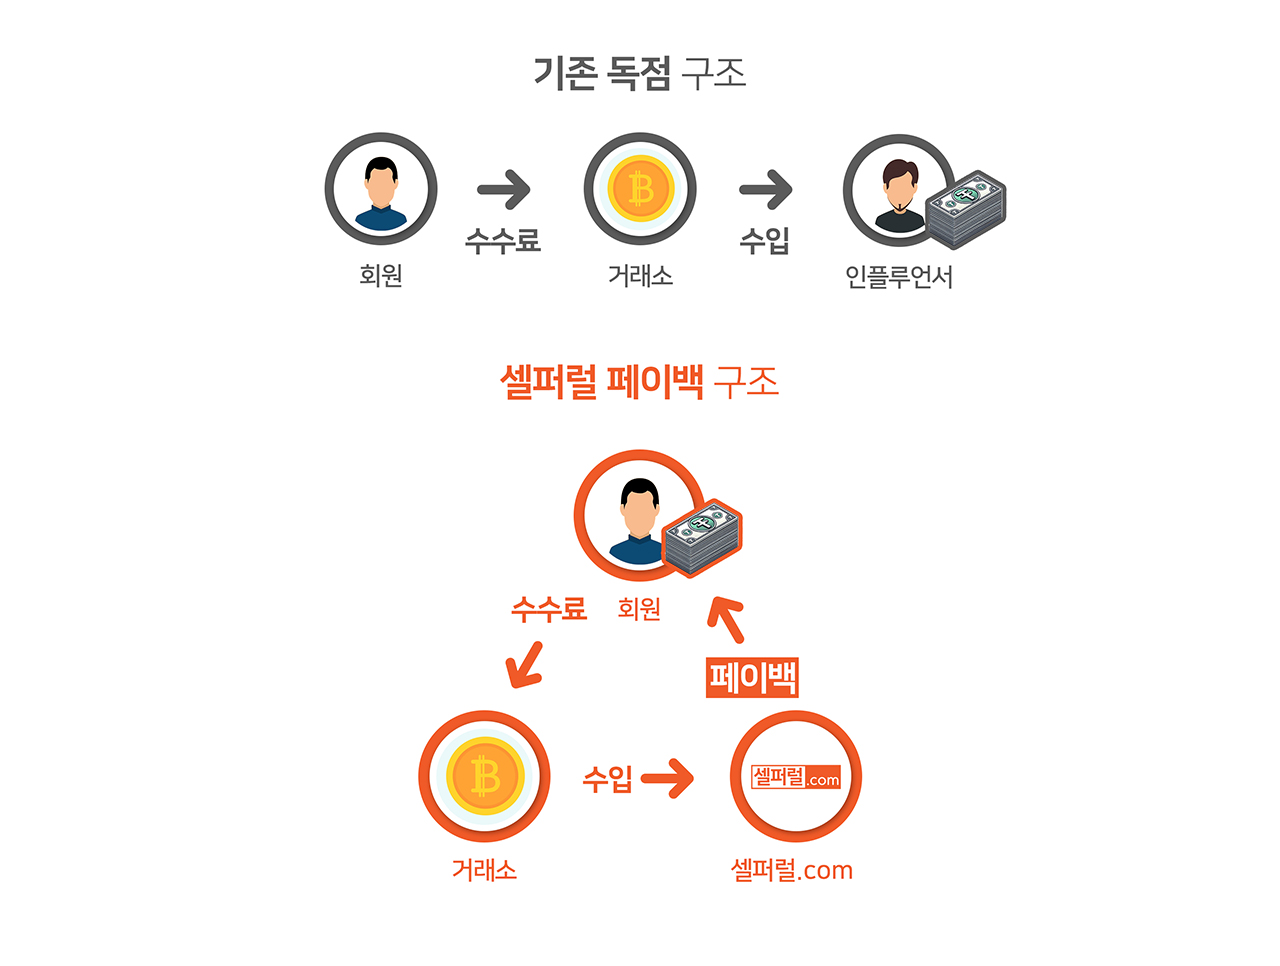 기존 독점 구조
수수료
수입
회원
거래소
인플루언서
셀퍼럴 페이백 구조
수수료
회원
페이백
수입
셀퍼럴.com
거래소
셀퍼럴.com